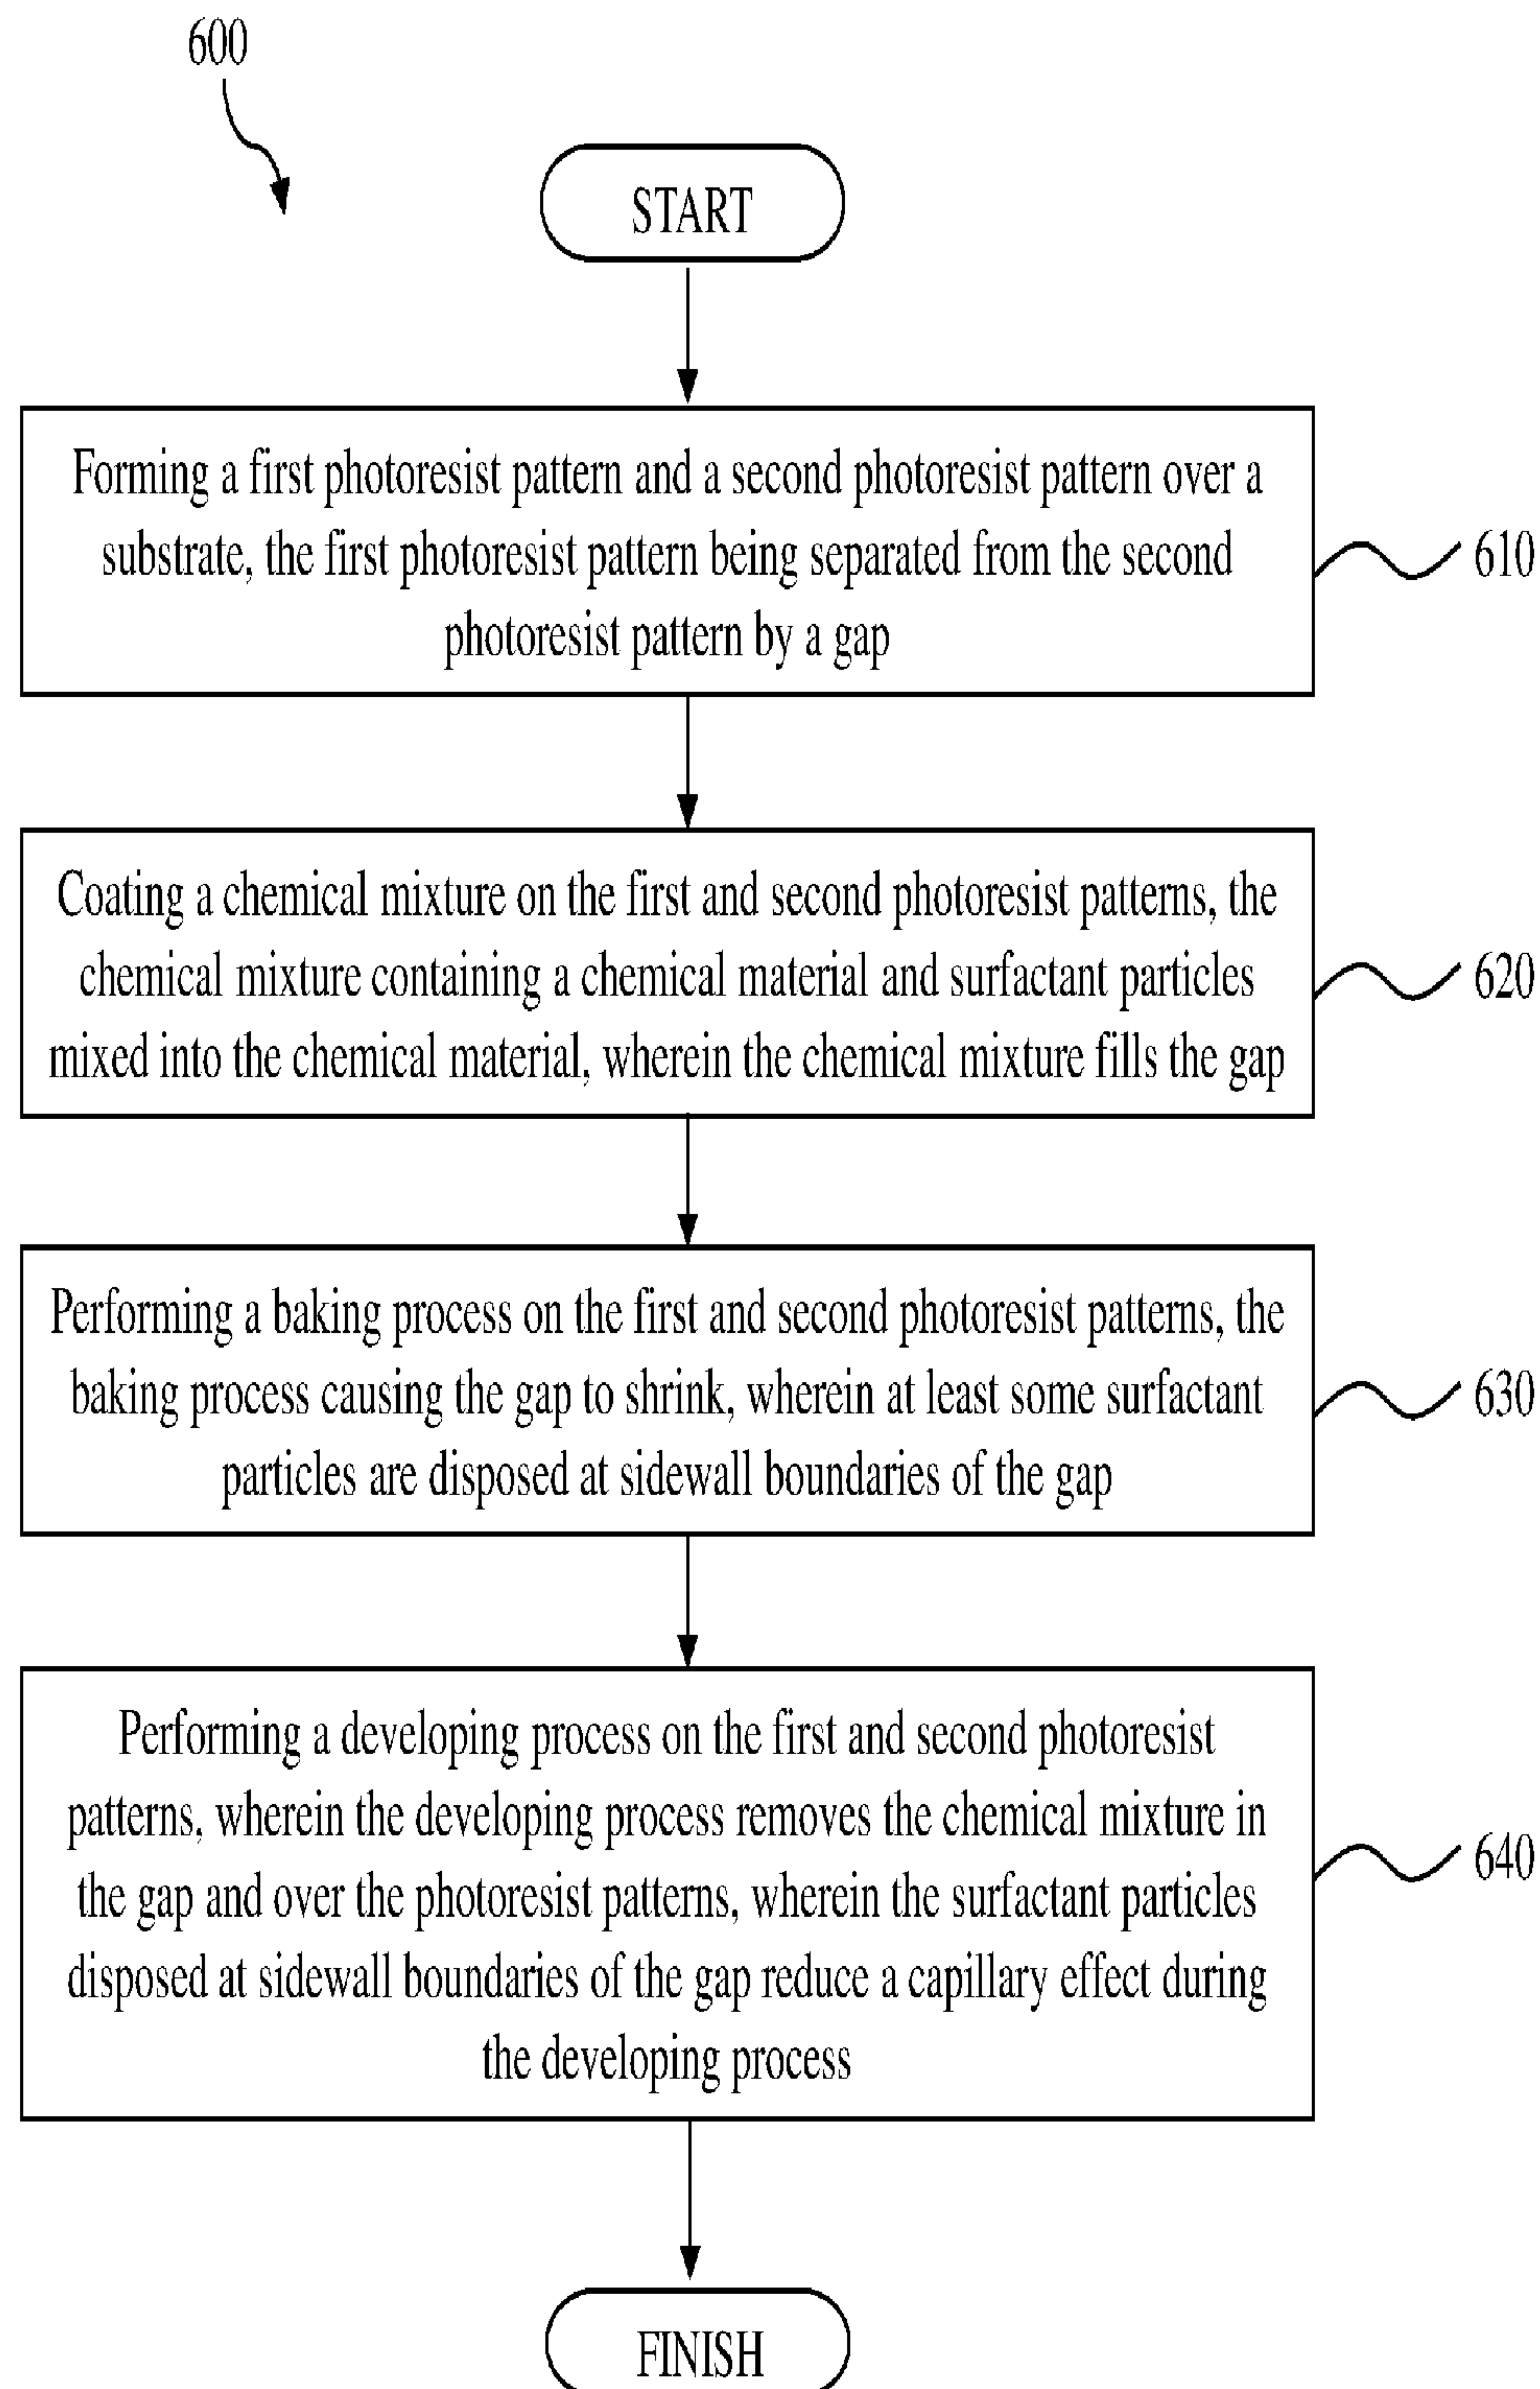 600
START
Forming a first photoresist pattern and a second photoresist pattern over a
substrate, the first photoresist pattern being separated from the second
photoresist pattern by a gap
610
Coating a chemical mixture on the first and second photoresist patterns, the
chemical mixture containing a chemical material and surfactant particles
mixed into the chemical material, wherein the chemical mixture fills the gap
620
Performing a baking process on the first and second photoresist patterns, the
baking process causing the gap to shrink, wherein at least some surfactant
particles are disposed at sidewall boundaries of the gap
630
Performing a developing process on the first and second photoresist
patterns, wherein the developing process removes the chemical mixture in
the gap and over the photoresist patterns, wherein the surfactant particles
disposed at sidewall boundaries of the gap reduce a capillary effect during
the developing process
640
FINISH